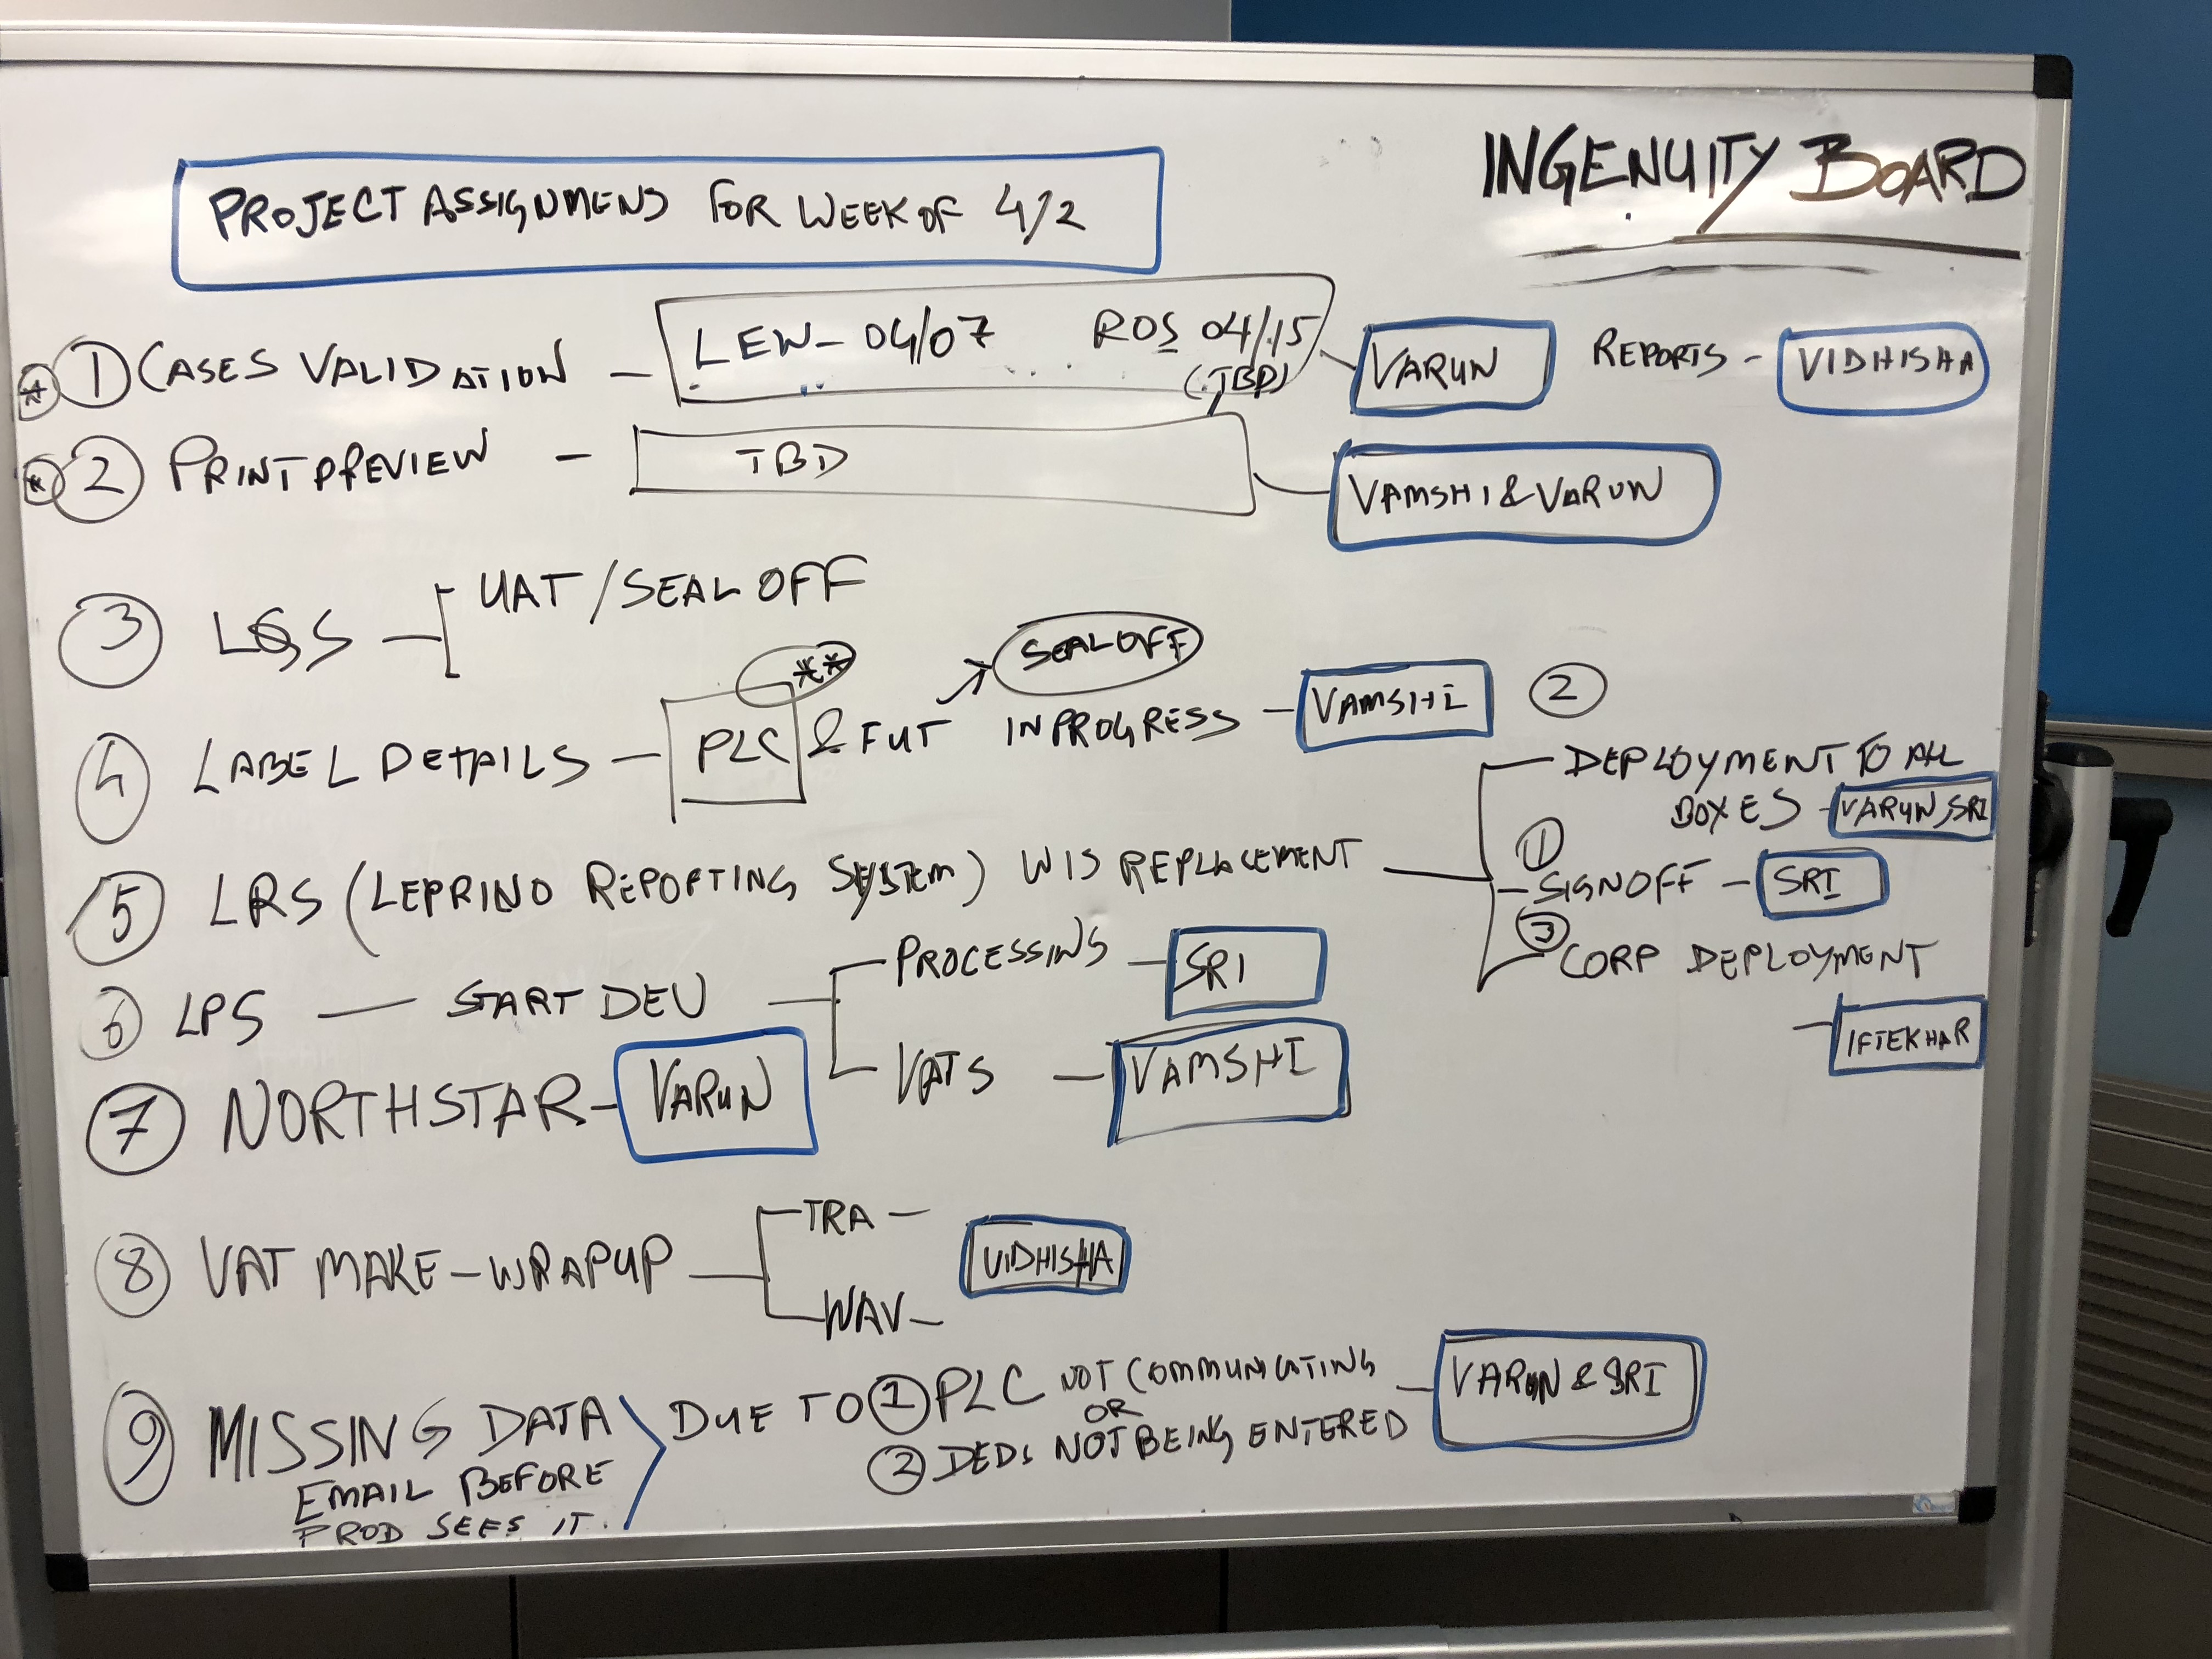 INGENUITY BOARD
PROJECT ASSIGNMENS FOR WEEK OF 4/2
* 1 CASES VALIDATION - LEW - 04/07 ROS 04/15 (TBD) - VARUN REPORTS - VIDHISHA
* 2 PRINT PREVIEW - TBD - VAMSHI & VARUN
3 LQSS - UAT / SEAL OFF
4 LABEL DETAILS - PLC ** & FUT IN PROGRESS → SEAL OFF - VAMSHI
5 LRS (LEPRINO REPORTING SYSTEM) WIS REPLACEMENT
2 DEPLOYMENT TO ALL
BOXES - VARUN, SRI
1 SIGNOFF - SRI
3 CORP DEPLOYMENT
- IFTEKHAR
6 LPS - START DEV
PROCESSING - SRI
VATS - VAMSHI
7 NORTHSTAR - VARUN
8 VAT MAKE - WRAPUP
TRA -
WAV -
VIDHISHA
9 MISSING DATA
EMAIL BEFORE
PROD SEES IT.
DUE TO 1 PLC NOT COMMUNICATING
OR
2 DEDS NOT BEING ENTERED
- VARUN & SRI